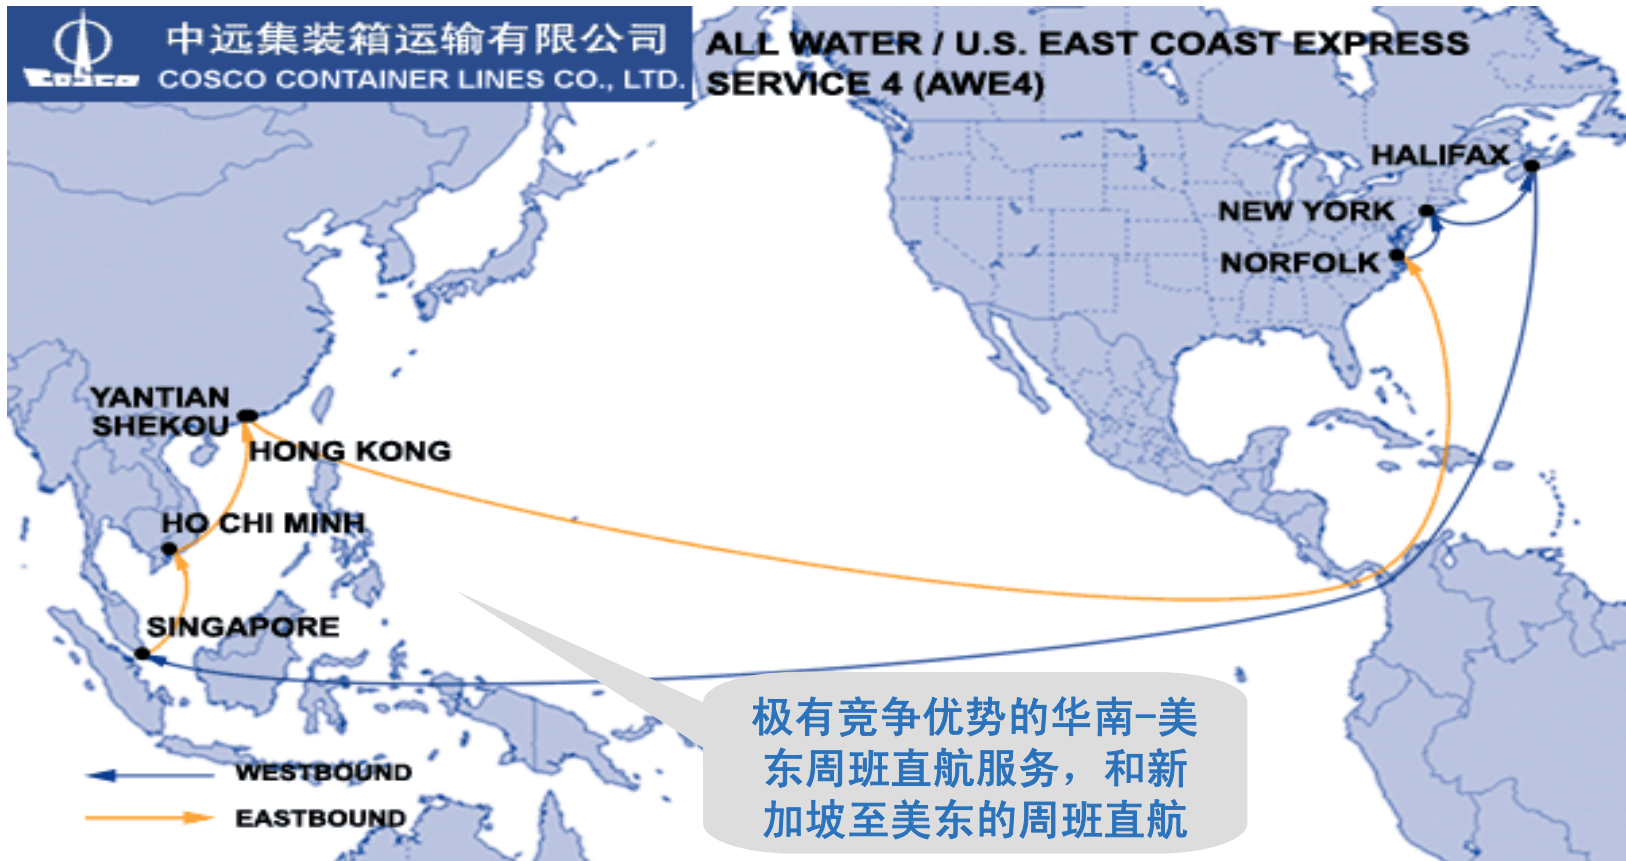 中远集装箱运输有限公司
COSCO
COSCO CONTAINER LINES CO., LTD.
ALL WATER / U.S. EAST COAST EXPRESS
SERVICE 4 (AWE4)
HALIFAX
NEW YORK
NORFOLK
YANTIAN
SHEKOU
HONG KONG
HO CHI MINH
SINGAPORE
极有竞争优势的华南-美
东周班直航服务，和新
加坡至美东的周班直航
WESTBOUND
EASTBOUND